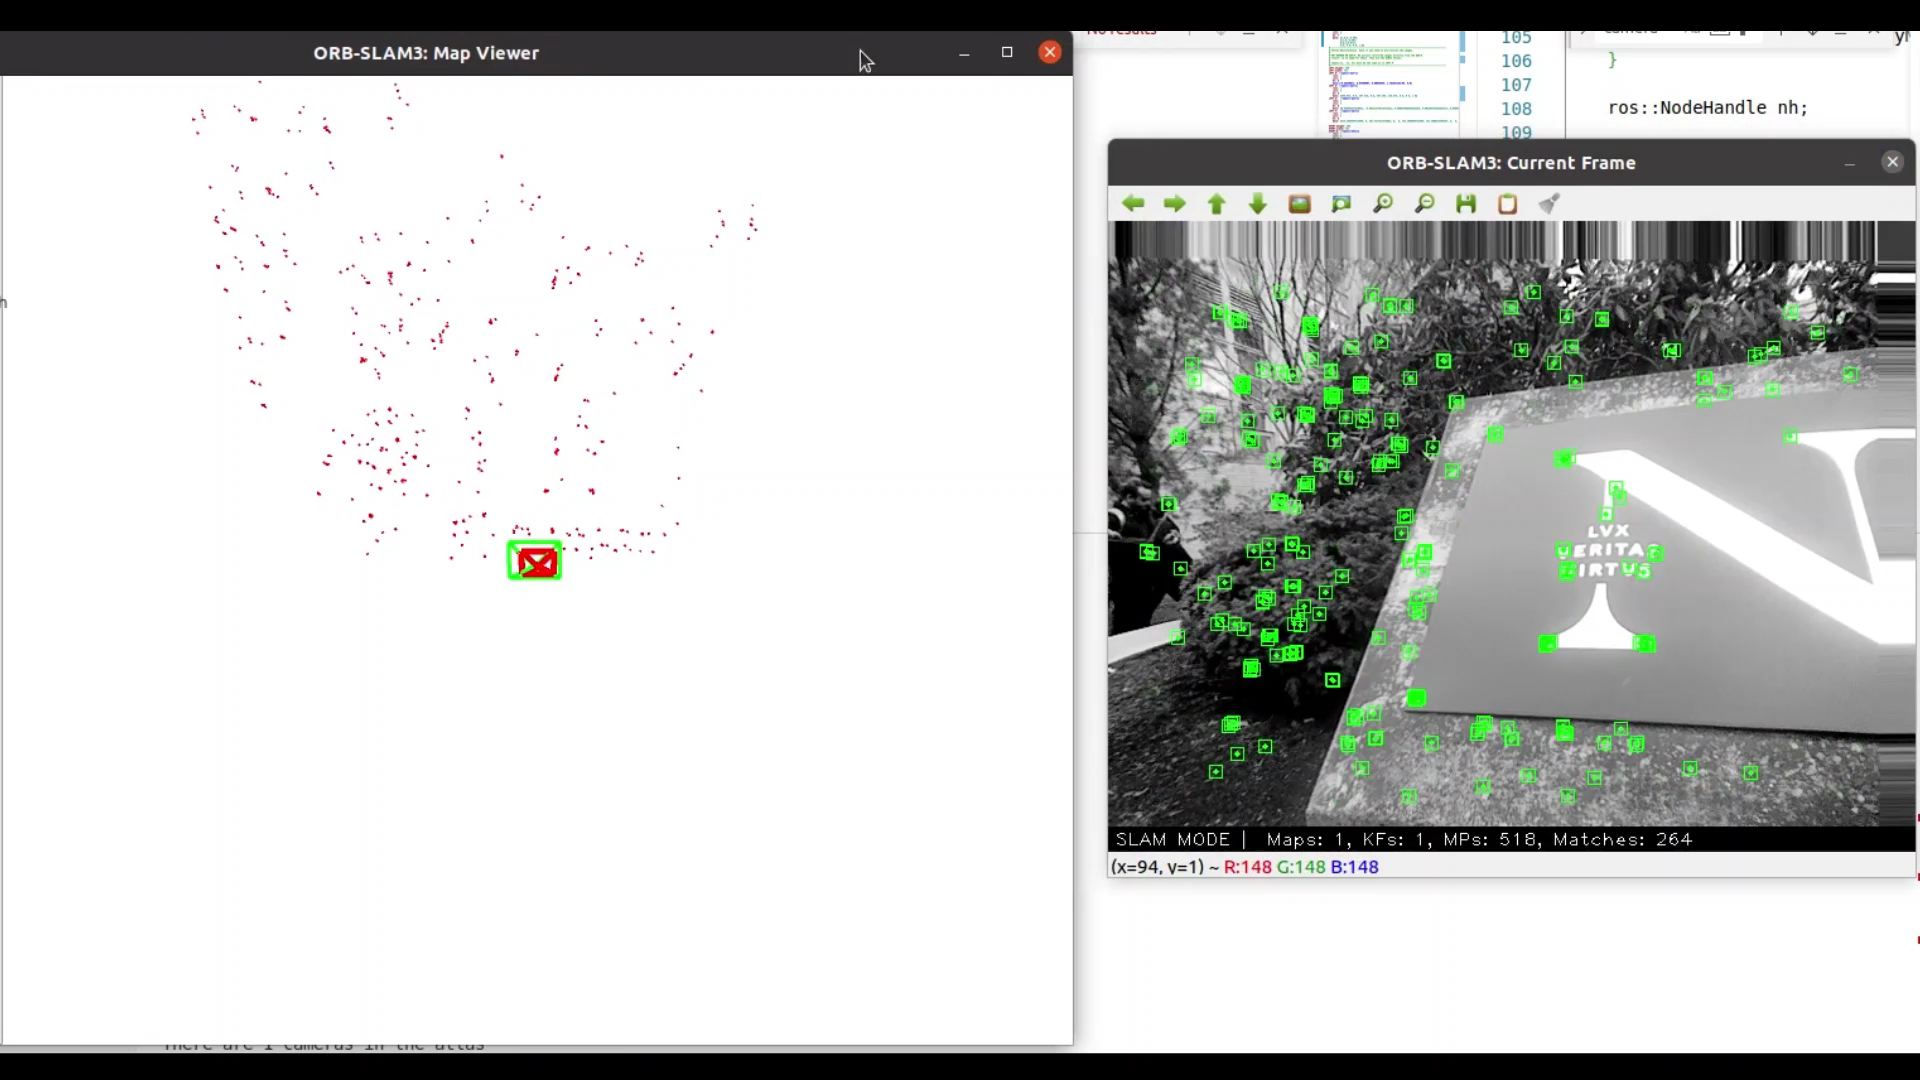 ORB-SLAM3: Map Viewer
105
106 }
107
108 ros::NodeHandle nh;
109
ORB-SLAM3: Current Frame
N
LVX
VERITAS
VIRTUS
SLAM MODE |  Maps: 1, KFs: 1, MPs: 518, Matches: 264
(x=94, y=1) ~ R:148 G:148 B:148